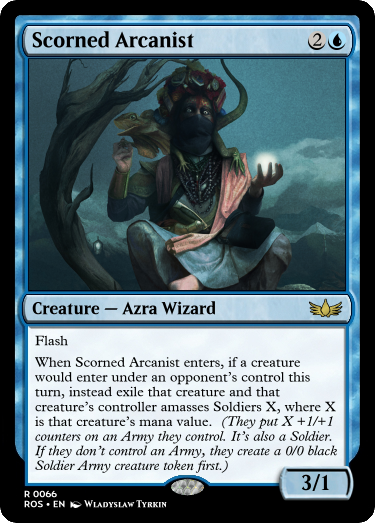 Scorned Arcanist 2
Creature — Azra Wizard
Flash
When Scorned Arcanist enters, if a creature
would enter under an opponent's control this
turn, instead exile that creature and that
creature's controller amasses Soldiers X, where X
is that creature's mana value. (They put X +1/+1
counters on an Army they control. It's also a Soldier.
If they don't control an Army, they create a 0/0 black
Soldier Army creature token first.)
3/1
R 0066
ROS • EN Wladyslaw Tyrkin